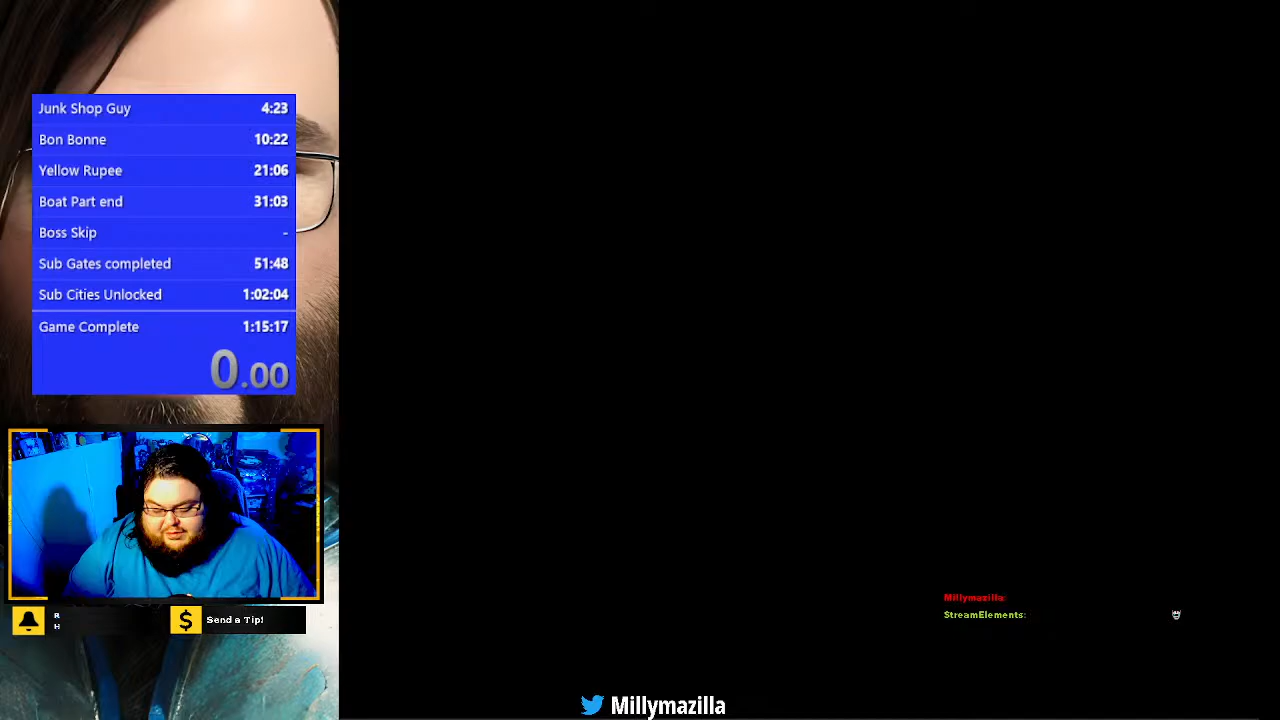 Junk Shop Guy 4:23
Bon Bonne 10:22
Yellow Rupee 21:06
Boat Part end 31:03
Boss Skip -
Sub Gates completed 51:48
Sub Cities Unlocked 1:02:04
Game Complete 1:15:17
0.00
R
H
$ Send a Tip!
Millymazilla
StreamElements:
Millymazilla